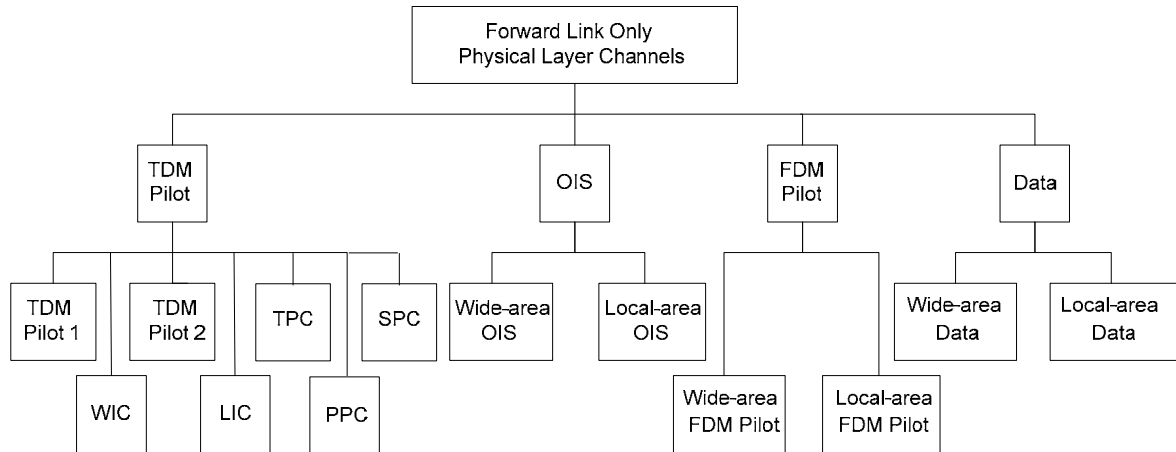 Forward Link Only
Physical Layer Channels
TDM
Pilot
OIS
FDM
Pilot
Data
TDM
Pilot 1
TDM
Pilot 2
TPC
SPC
Wide-area
OIS
Local-area
OIS
Wide-area
Data
Local-area
Data
WIC
LIC
PPC
Wide-area
FDM Pilot
Local-area
FDM Pilot